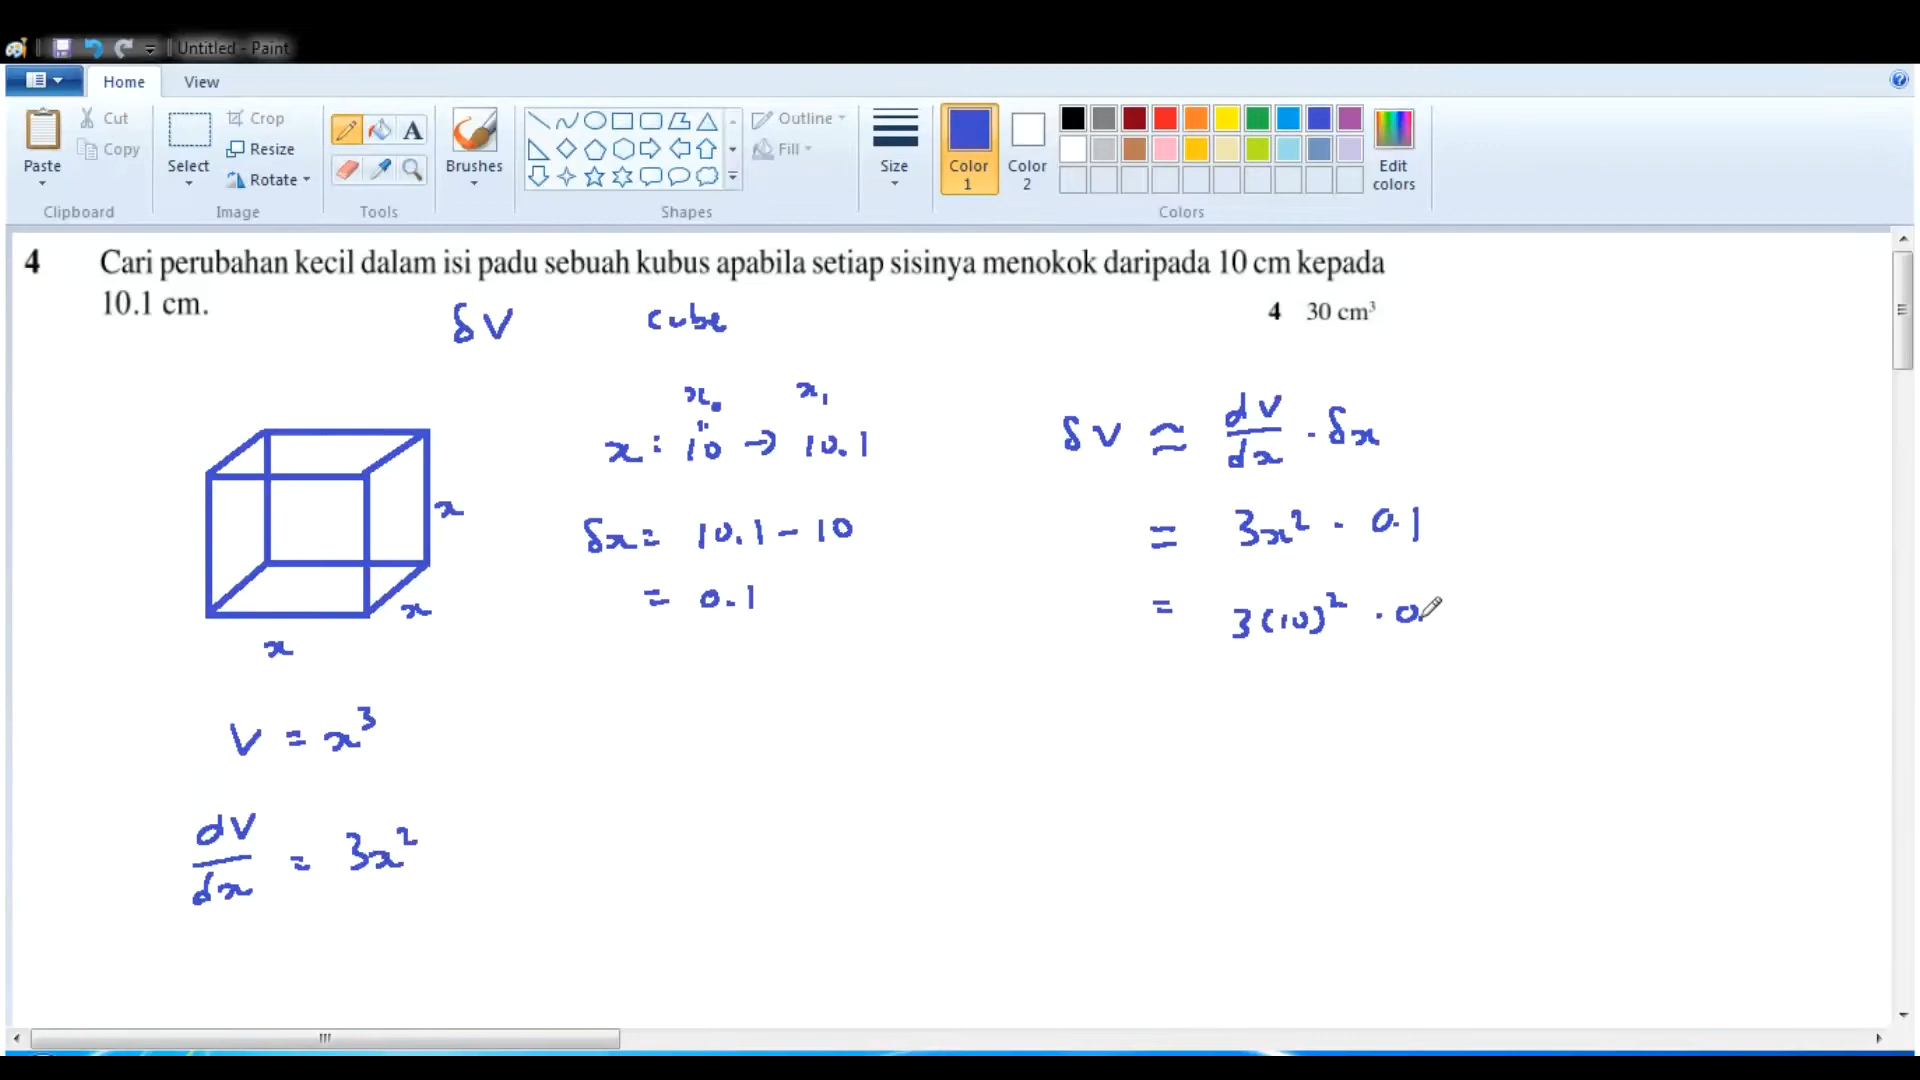 Untitled - Paint
Home View
Paste
Cut
Copy
Clipboard
Select
Crop
Resize
Rotate
Image
A
Tools
Brushes
Shapes
Outline
Fill
Size
Color 1
Color 2
Colors
Edit colors
4 Cari perubahan kecil dalam isi padu sebuah kubus apabila setiap sisinya menokok daripada 10 cm kepada
10.1 cm.
4 30 cm³
δV cube
x₀ x₁
x : 10 → 10.1
δx = 10.1 - 10
= 0.1
x
x
x
V = x³
dV/dx = 3x²
δV ≈ dV/dx · δx
= 3x² · 0.1
= 3(10)² · 0.